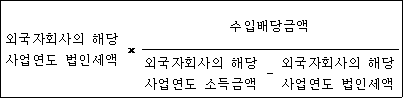 외국자회사의 해당
사업연도 법인세액
×
수입배당금액
외국자회사의 해당
사업연도 소득금액
-
외국자회사의 해당
사업연도 법인세액